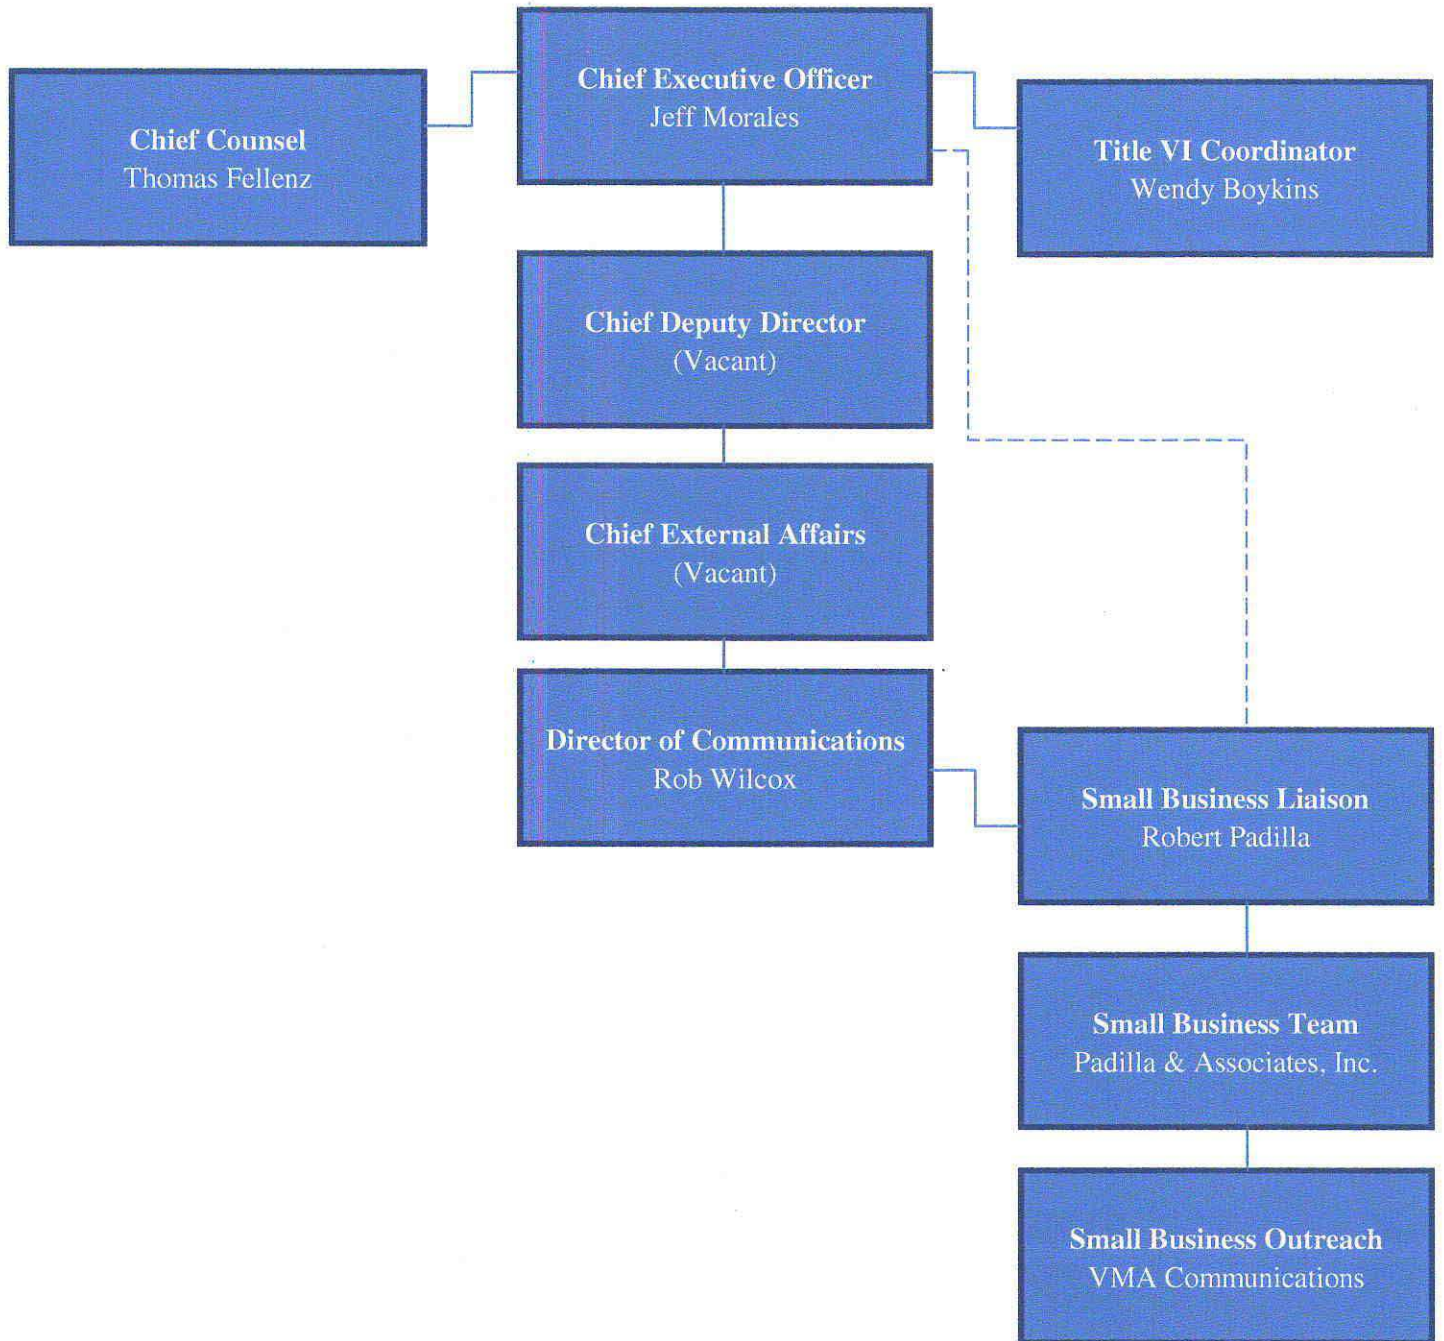 Chief Executive Officer
Jeff Morales
Chief Counsel
Thomas Fellenz
Title VI Coordinator
Wendy Boykins
Chief Deputy Director
(Vacant)
Chief External Affairs
(Vacant)
Director of Communications
Rob Wilcox
Small Business Liaison
Robert Padilla
Small Business Team
Padilla & Associates, Inc.
Small Business Outreach
VMA Communications